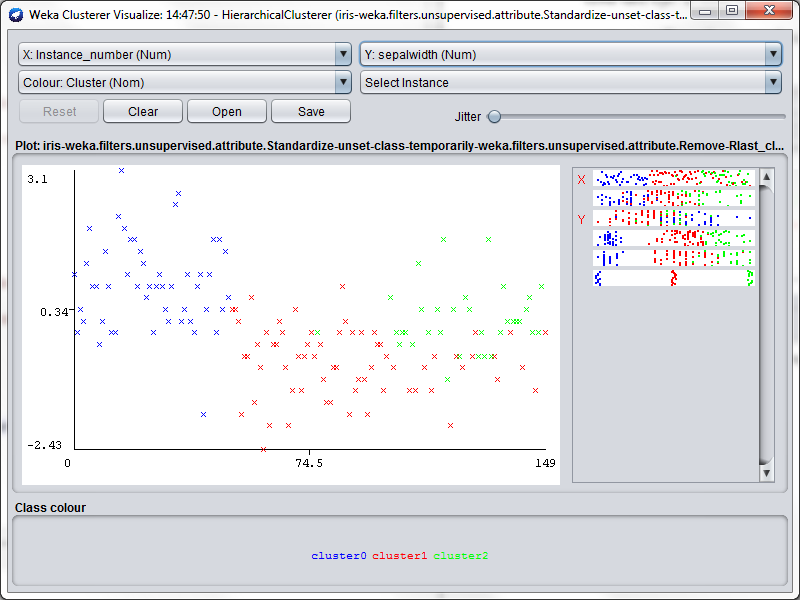 Weka Clusterer Visualize: 14:47:50 - HierarchicalClusterer (iris-weka.filters.unsupervised.attribute.Standardize-unset-class-t...
X: Instance_number (Num) Y: sepalwidth (Num)
Colour: Cluster (Nom) Select Instance
Reset Clear Open Save Jitter
Plot: iris-weka.filters.unsupervised.attribute.Standardize-unset-class-temporarily-weka.filters.unsupervised.attribute.Remove-Rlast_cl...
3.1
0.34
-2.43
0 74.5 149
X
Y
Class colour
cluster0 cluster1 cluster2